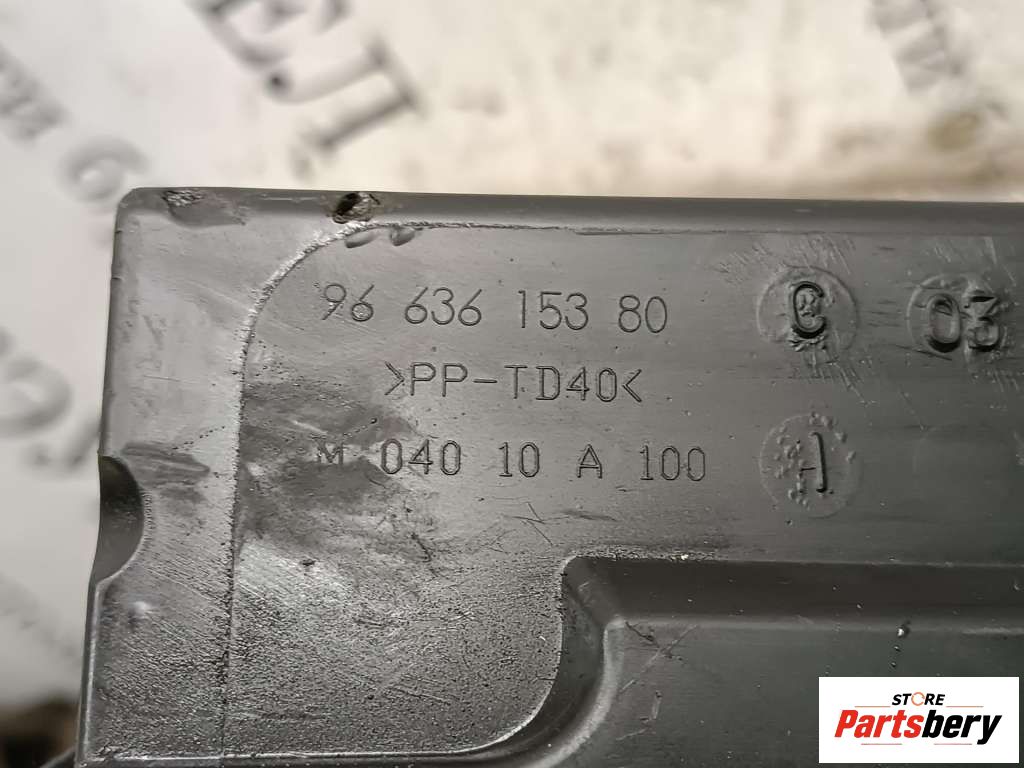 96 636 153 80
C 03
>PP-TD40<
M 040 10 A 100
STORE
Partsbery